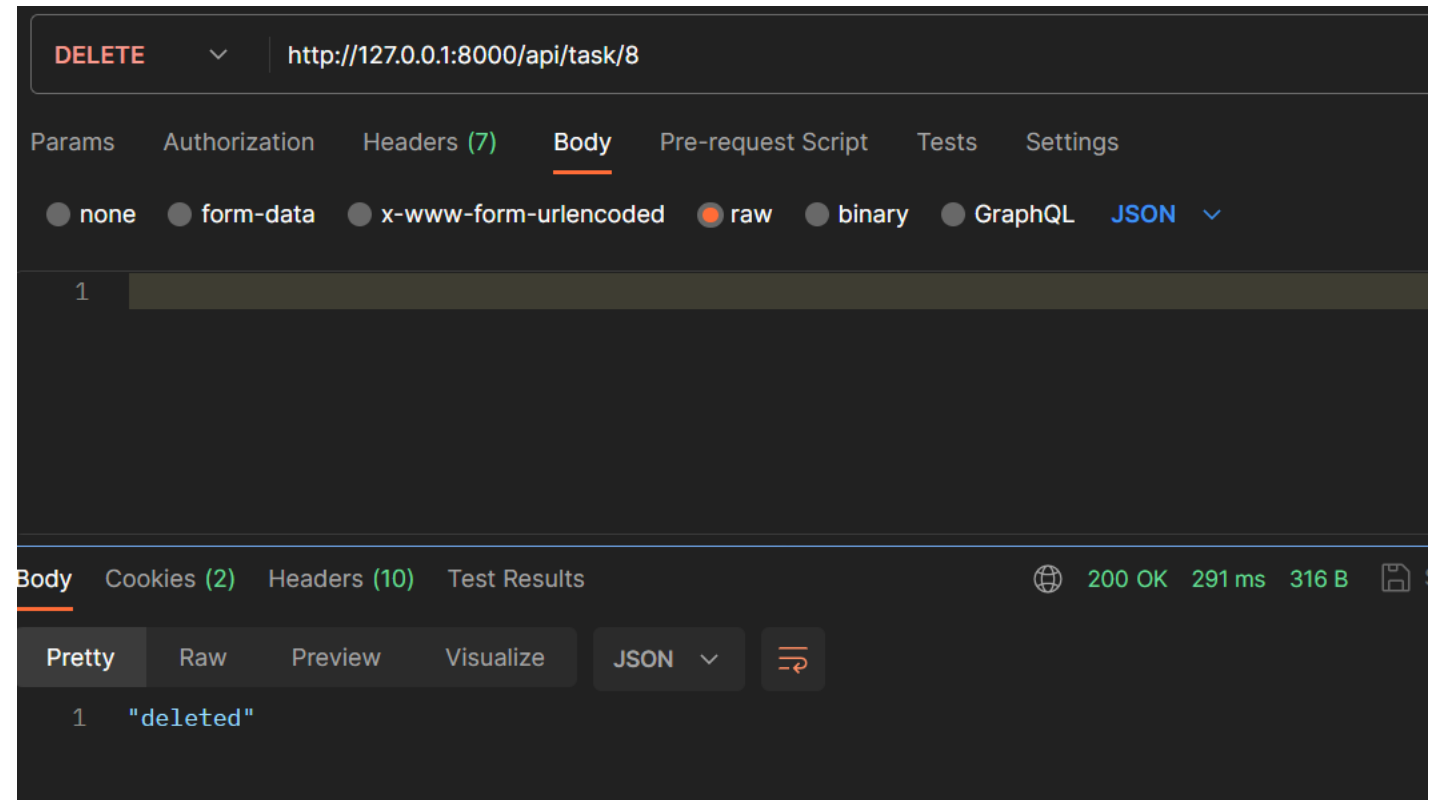 DELETE http://127.0.0.1:8000/api/task/8
Params Authorization Headers (7) Body Pre-request Script Tests Settings
none form-data x-www-form-urlencoded raw binary GraphQL JSON
1
Body Cookies (2) Headers (10) Test Results 200 OK 291 ms 316 B
Pretty Raw Preview Visualize JSON
1 "deleted"